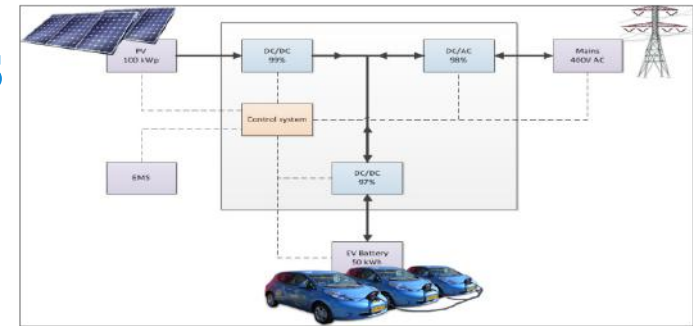 PV
100 kWp
DC/DC
99%
DC/AC
98%
Mains
400V AC
Control system
EMS
DC/DC
97%
EV Battery
50 kWh